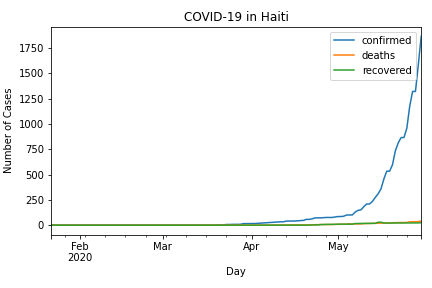 COVID-19 in Haiti
confirmed
deaths
recovered
Number of Cases
1750
1500
1250
1000
750
500
250
0
Feb
2020
Mar
Apr
May
Day